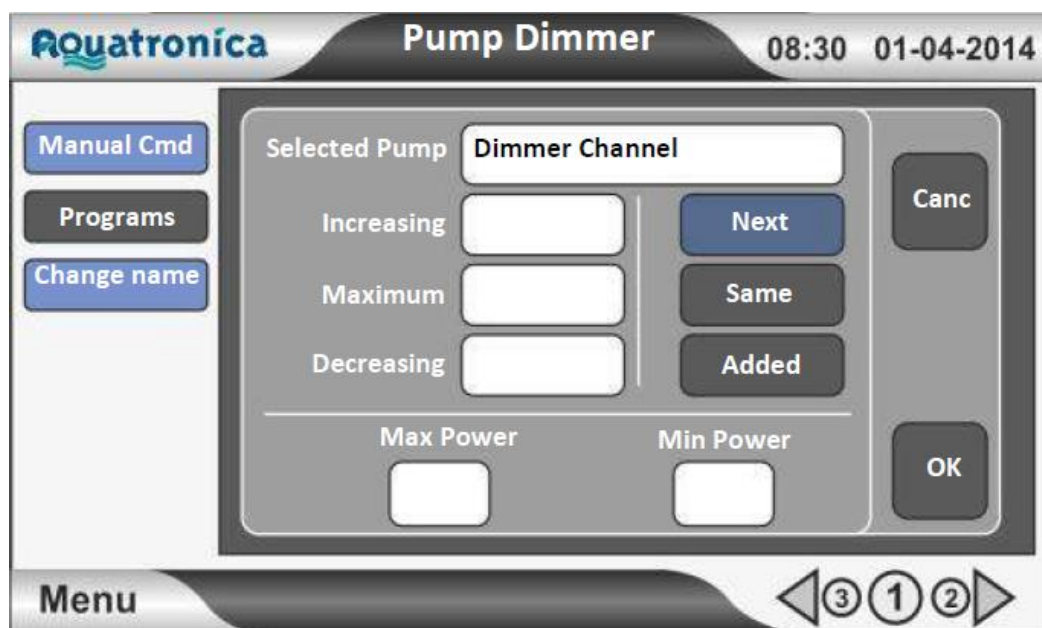 Aquatronica
Pump Dimmer
08:30 01-04-2014
Manual Cmd
Programs
Change name
Selected Pump Dimmer Channel
Increasing
Maximum
Decreasing
Next
Same
Added
Max Power
Min Power
Canc
OK
Menu
3 1 2